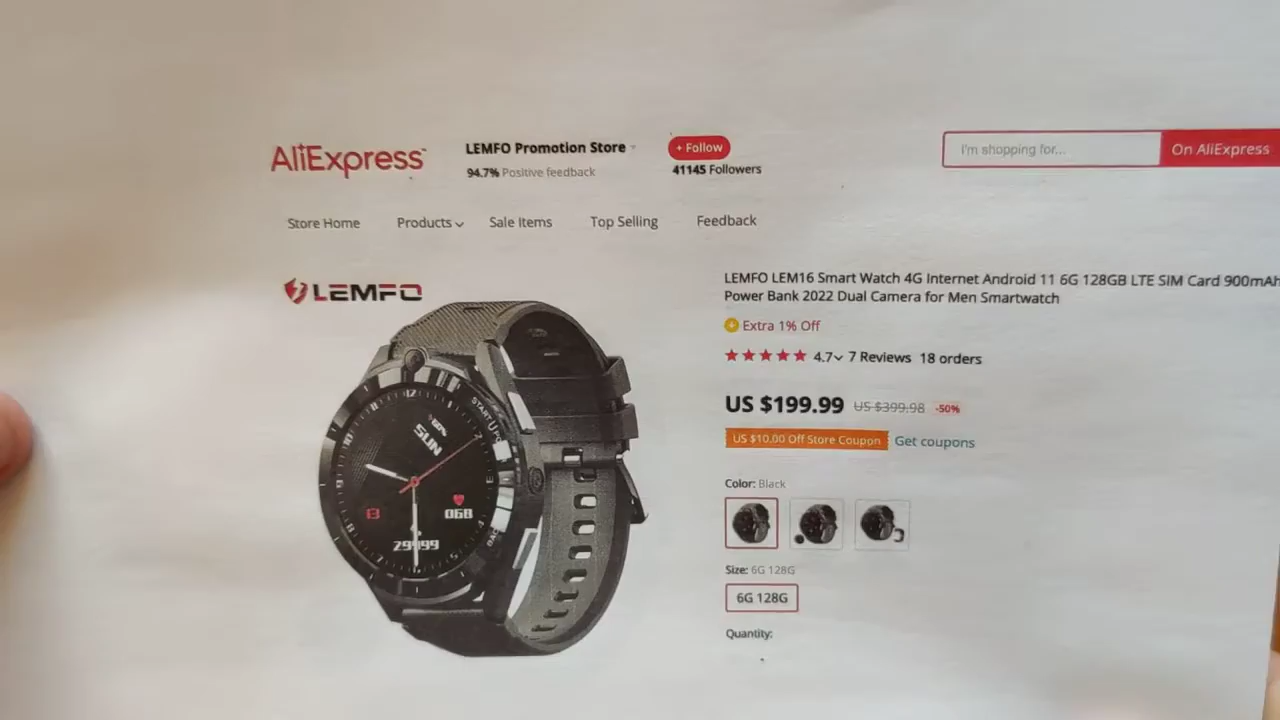 AliExpress
LEMFO Promotion Store
+ Follow
94.7% Positive feedback
41145 Followers
I'm shopping for...
On AliExpress
Store Home
Products
Sale Items
Top Selling
Feedback
LEMFO
LEMFO LEM16 Smart Watch 4G Internet Android 11 6G 128GB LTE SIM Card 900mAh
Power Bank 2022 Dual Camera for Men Smartwatch
Extra 1% Off
4.7 7 Reviews 18 orders
US $199.99 US $399.98 -50%
US $10.00 Off Store Coupon Get coupons
Color: Black
Size: 6G 128G
6G 128G
Quantity:
12
SUN
13
068
29999